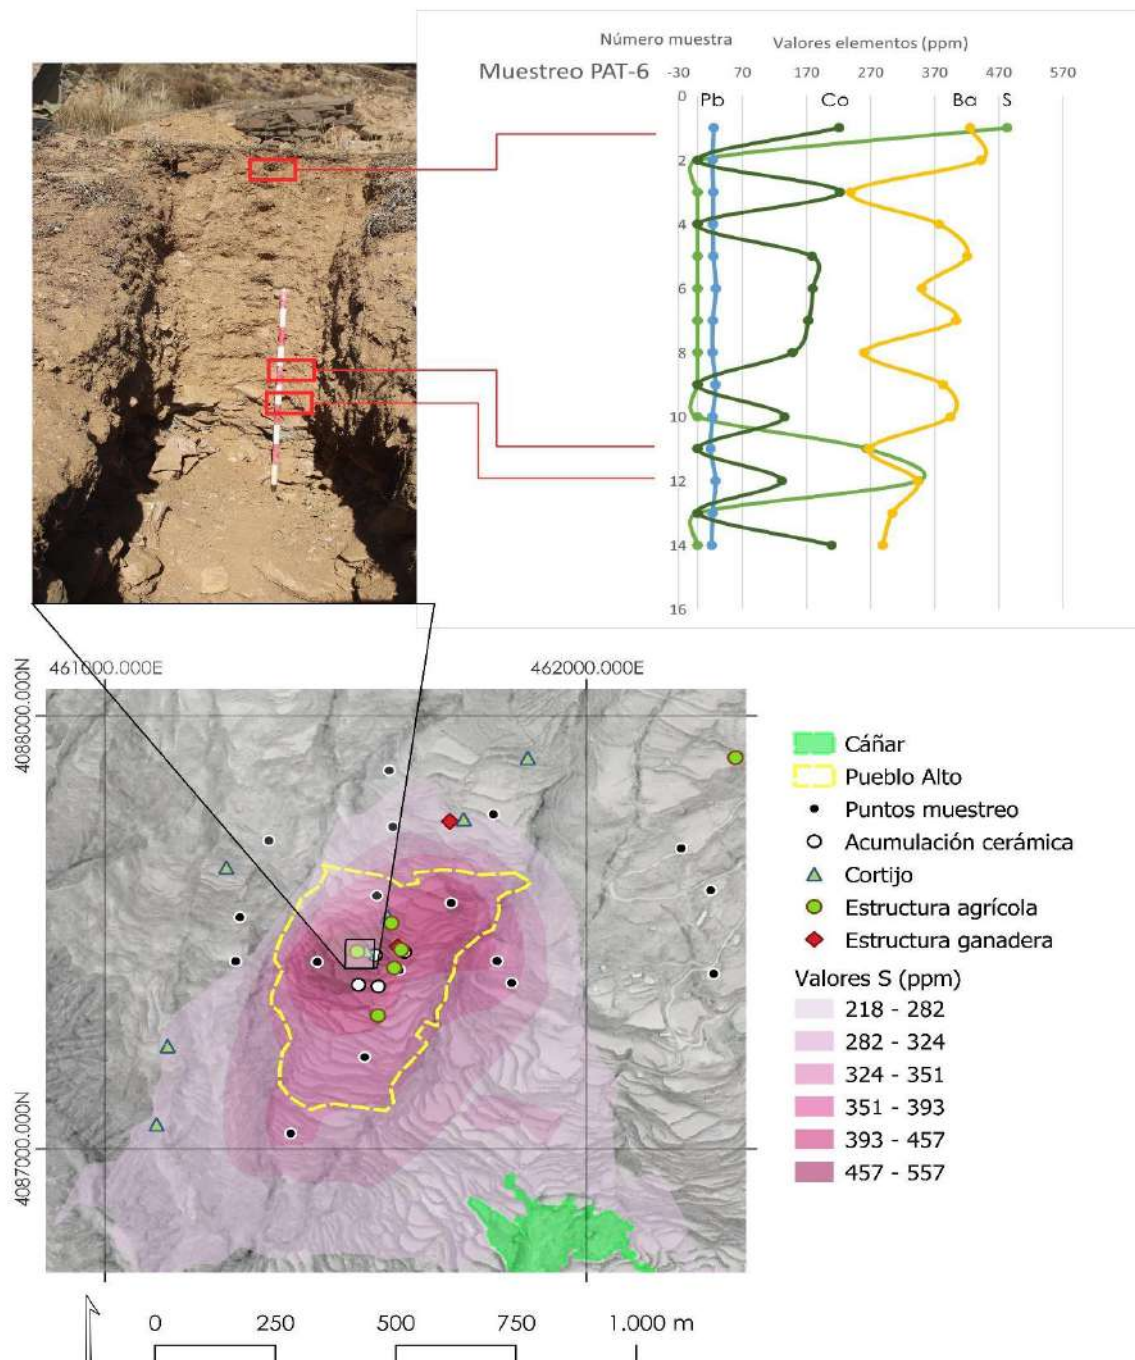 Número muestra Valores elementos (ppm)
Muestreo PAT-6 -30 70 170 270 370 470 570
0
Pb Co Ba S
2
4
6
8
10
12
14
16
461000.000E 462000.000E
4088000.000N
4087000.000N
Cáñar
Pueblo Alto
Puntos muestreo
Acumulación cerámica
Cortijo
Estructura agrícola
Estructura ganadera
Valores S (ppm)
218 - 282
282 - 324
324 - 351
351 - 393
393 - 457
457 - 557
0 250 500 750 1.000 m